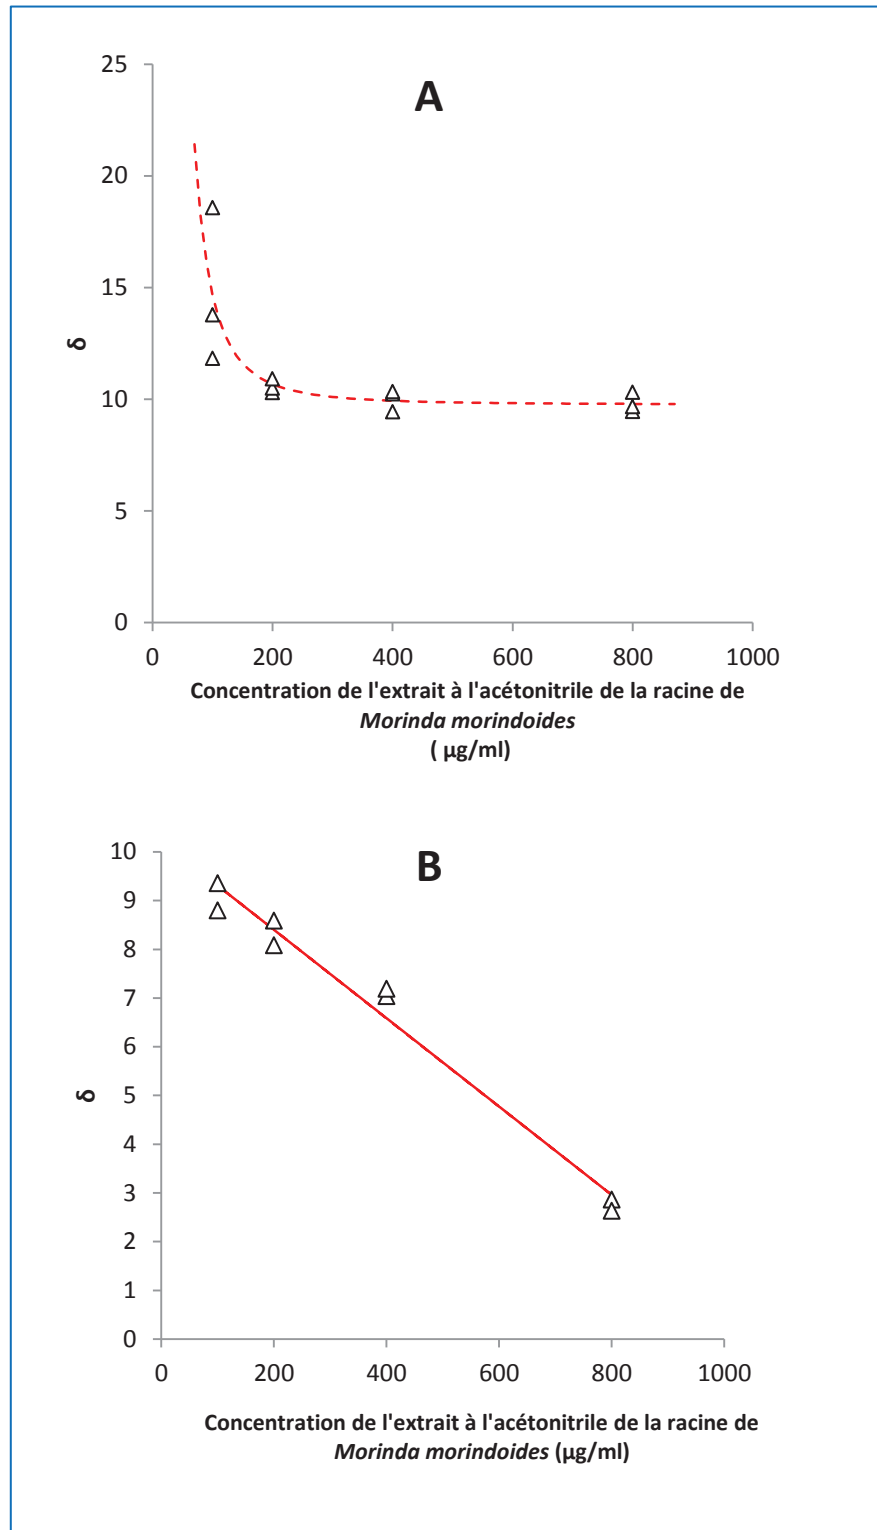 A
25
20
15
10
5
0
δ
0 200 400 600 800 1000
Concentration de l'extrait à l'acétonitrile de la racine de
Morinda morindoides
( µg/ml)
B
10
9
8
7
6
5
4
3
2
1
0
δ
0 200 400 600 800 1000
Concentration de l'extrait à l'acétonitrile de la racine de
Morinda morindoides (µg/ml)